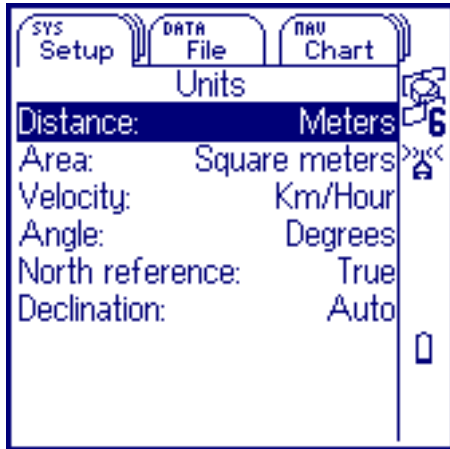 SYS DATA NAV
Setup File Chart
Units
Distance: Meters
6
Area: Square meters
Velocity: Km/Hour
Angle: Degrees
North reference: True
Declination: Auto